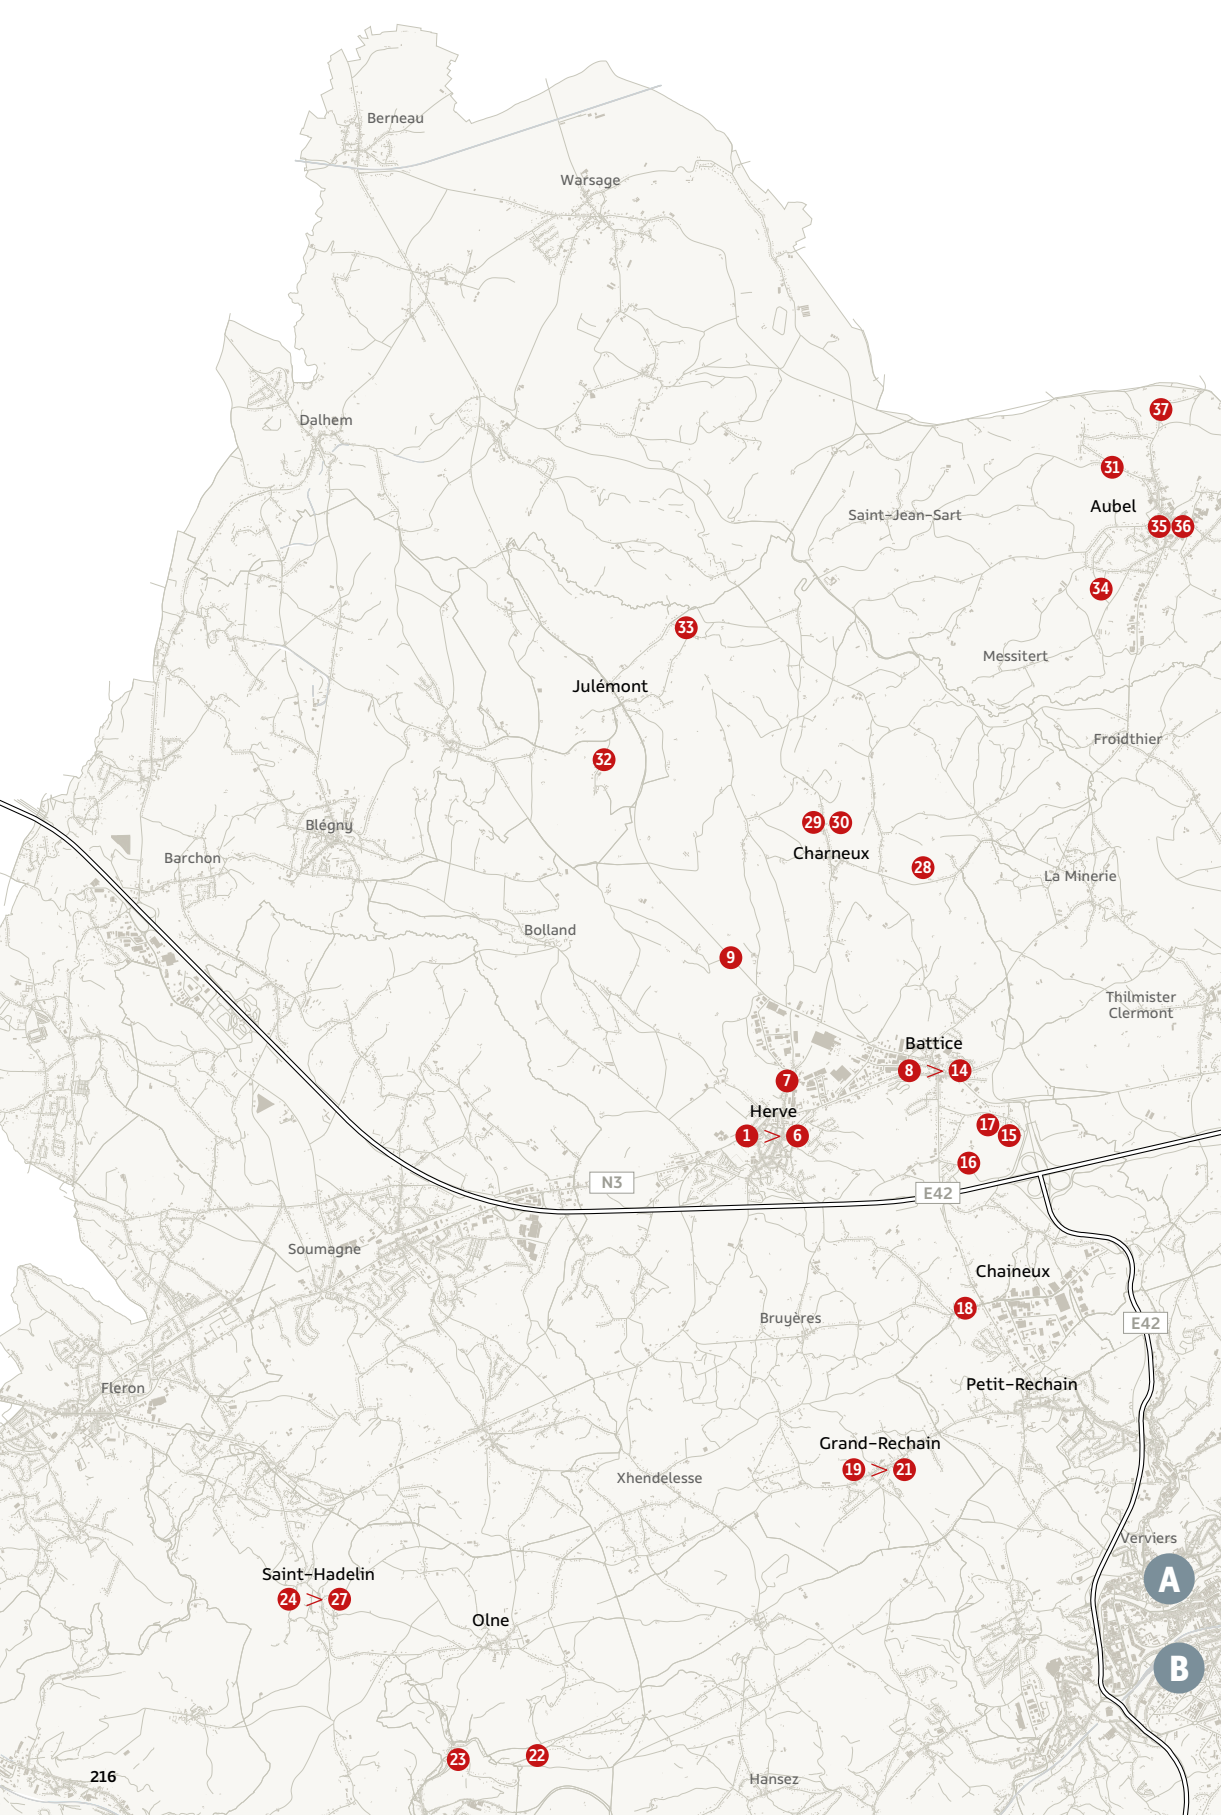 Berneau
Warsage
37
Dalhem
31
Aubel
Saint-Jean-Sart
35 36
34
33
Messitert
Julémont
Froidthier
32
29 30
Blégny
Charneux
Barchon
28
La Minerie
Bolland
9
Thilmister
Clermont
Battice
8 > 14
7
Herve
1 > 6
17
15
16
N3
E42
Soumagne
Chaineux
18
Bruyères
E42
Petit-Rechain
Fleron
Grand-Rechain
19 > 21
Xhendelesse
Verviers
A
Saint-Hadelin
24 > 27
Olne
B
22
23
216
Hansez